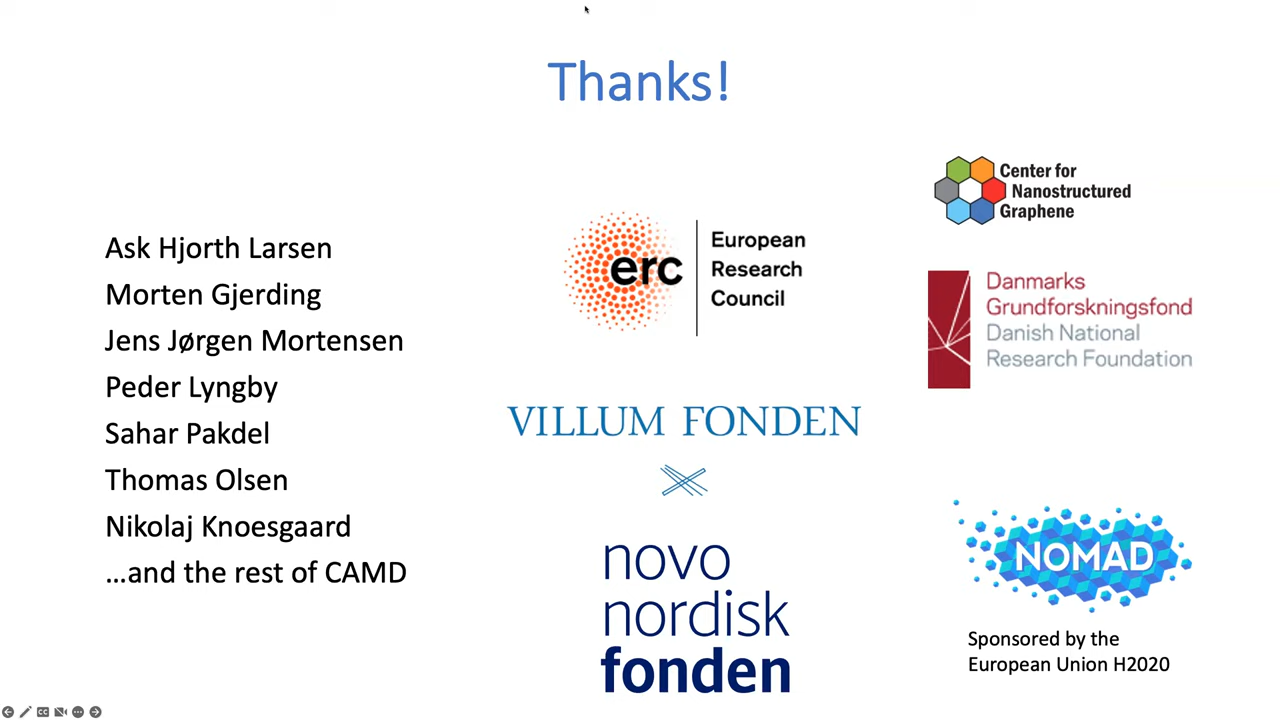 Thanks!
Ask Hjorth Larsen
Morten Gjerding
Jens Jørgen Mortensen
Peder Lyngby
Sahar Pakdel
Thomas Olsen
Nikolaj Knoesgaard
...and the rest of CAMD
erc
European
Research
Council
VILLUM FONDEN
novo
nordisk
fonden
Center for
Nanostructured
Graphene
Danmarks
Grundforskningsfond
Danish National
Research Foundation
NOMAD
Sponsored by the
European Union H2020